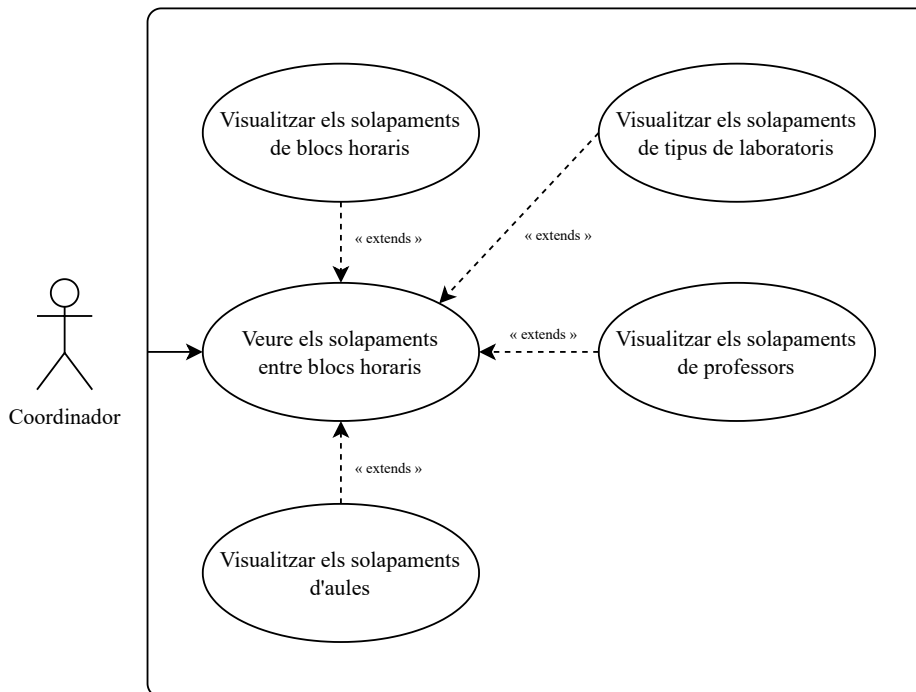 Visualitzar els solapaments
de blocs horaris
Visualitzar els solapaments
de tipus de laboratoris
« extends »
« extends »
Coordinador
Veure els solapaments
entre blocs horaris
« extends »
Visualitzar els solapaments
de professors
« extends »
Visualitzar els solapaments
d'aules